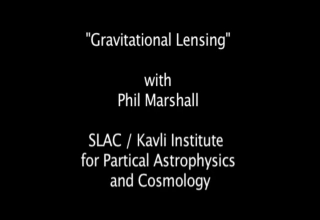 "Gravitational Lensing"
with
Phil Marshall
SLAC / Kavli Institute
for Partical Astrophysics
and Cosmology